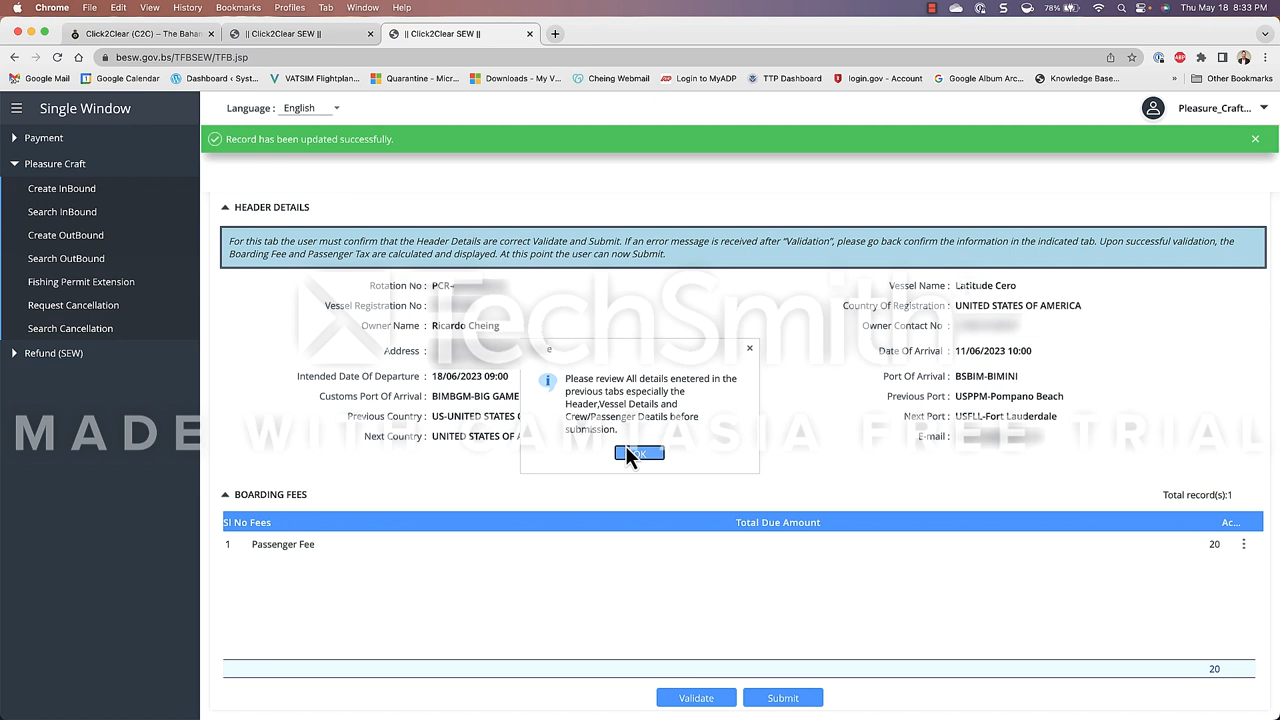 Chrome File Edit View History Bookmarks Profiles Tab Window Help 78% Thu May 18 8:33 PM
Click2Clear (C2C) – The Baha || Click2Clear SEW || || Click2Clear SEW ||
besw.gov.bs/TFBSEW/TFB.jsp
Google Mail Google Calendar Dashboard ‹ Syst... VATSIM Flightplan... Quarantine - Micr... Downloads - My V... Cheing Webmail Login to MyADP TTP Dashboard login.gov - Account Google Album Arc... Knowledge Base... » Other Bookmarks
Single Window
Language : English
Pleasure_Craft...
Record has been updated successfully.
Payment
Pleasure Craft
Create InBound
Search InBound
Create OutBound
Search OutBound
Fishing Permit Extension
Request Cancellation
Search Cancellation
Refund (SEW)
HEADER DETAILS
For this tab the user must confirm that the Header Details are correct Validate and Submit. If an error message is received after “Validation”, please go back confirm the information in the indicated tab. Upon successful validation, the
Boarding Fee and Passenger Tax are calculated and displayed. At this point the user can now Submit.
Rotation No : PCR- Vessel Name : Latitude Cero
Vessel Registration No : Country Of Registration : UNITED STATES OF AMERICA
Owner Name : Ricardo Cheing Owner Contact No :
Address : Date Of Arrival : 11/06/2023 10:00
Intended Date Of Departure : 18/06/2023 09:00 Port Of Arrival : BSBIM-BIMINI
Customs Port Of Arrival : BIMBGM-BIG GAME Previous Port : USPPM-Pompano Beach
Previous Country : US-UNITED STATES Next Port : USFLL-Fort Lauderdale
Next Country : UNITED STATES OF E-mail :
e
Please review All details enetered in the
previous tabs especially the
Header,Vessel Details and
Crew/Passenger Deatils before
submission.
OK
TechSmith
MADE WITH CAMTASIA FREE TRIAL
BOARDING FEES Total record(s):1
Sl No Fees Total Due Amount Ac...
1 Passenger Fee 20
20
Validate Submit